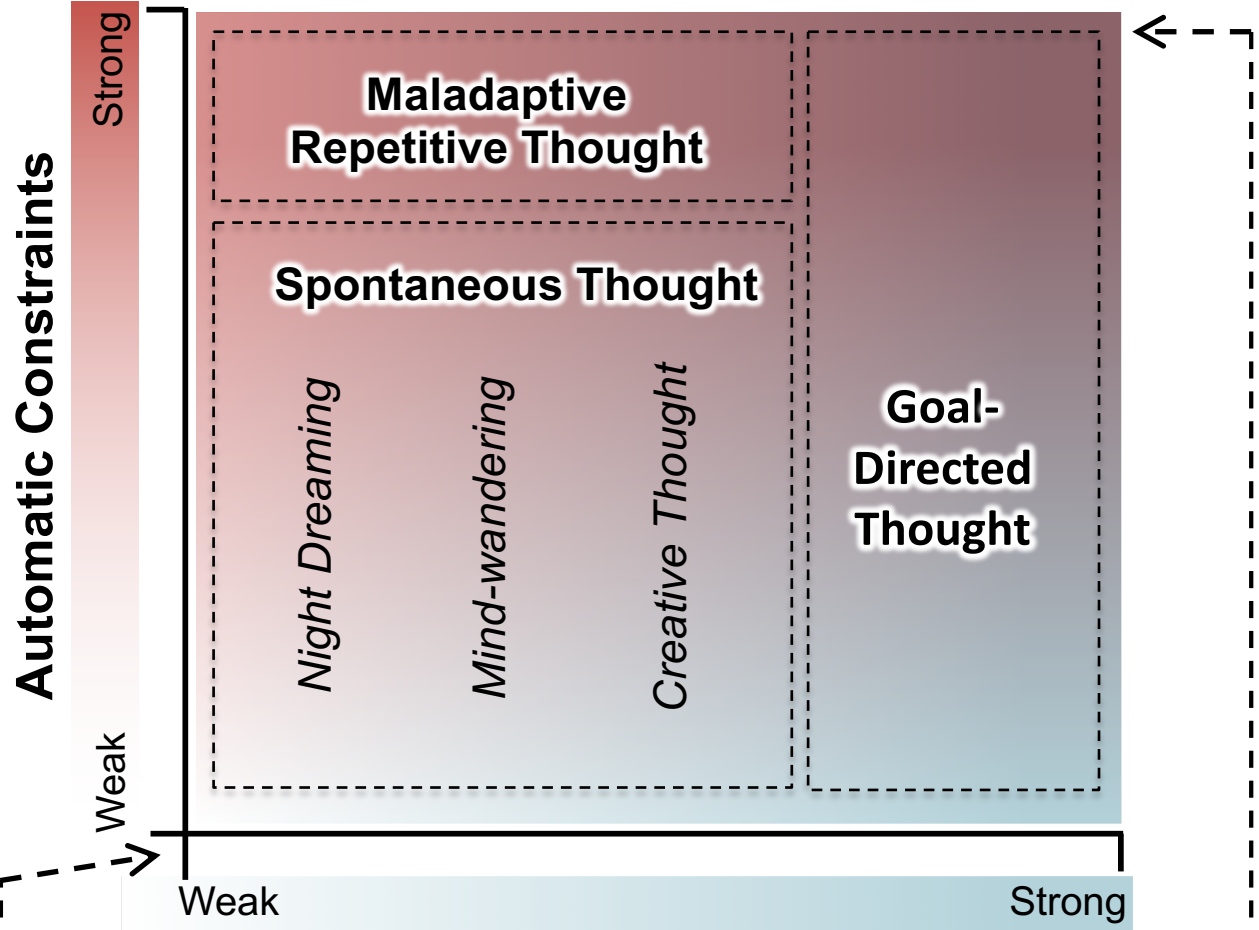 Strong
Automatic Constraints
Weak
Maladaptive
Repetitive Thought
Spontaneous Thought
Night Dreaming
Mind-wandering
Creative Thought
Goal-
Directed
Thought
Weak
Strong